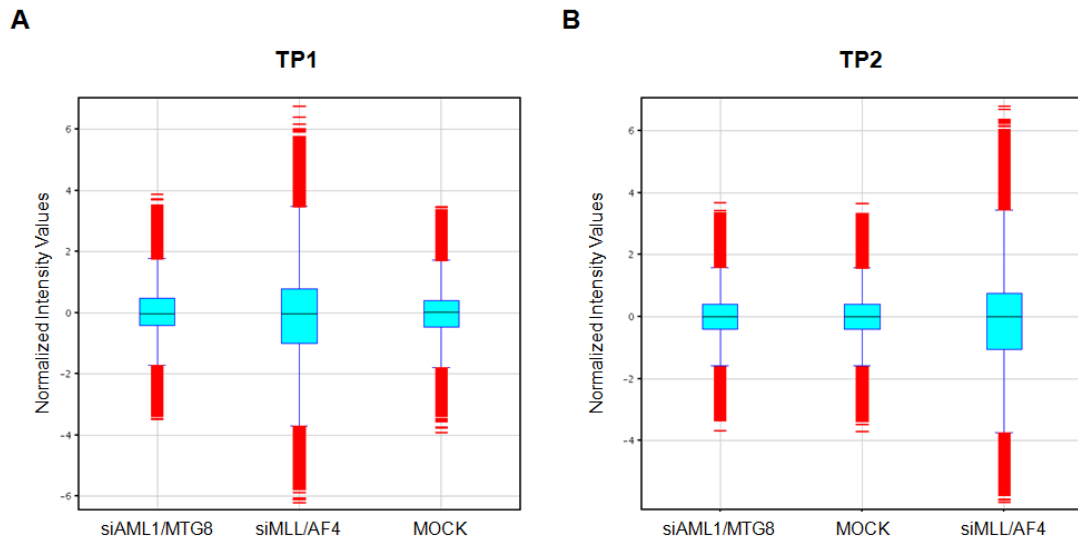 A
TP1
Normalized Intensity Values
6
4
2
0
-2
-4
-6
siAML1/MTG8 siMLL/AF4 MOCK
B
TP2
Normalized Intensity Values
6
4
2
0
-2
-4
siAML1/MTG8 MOCK siMLL/AF4